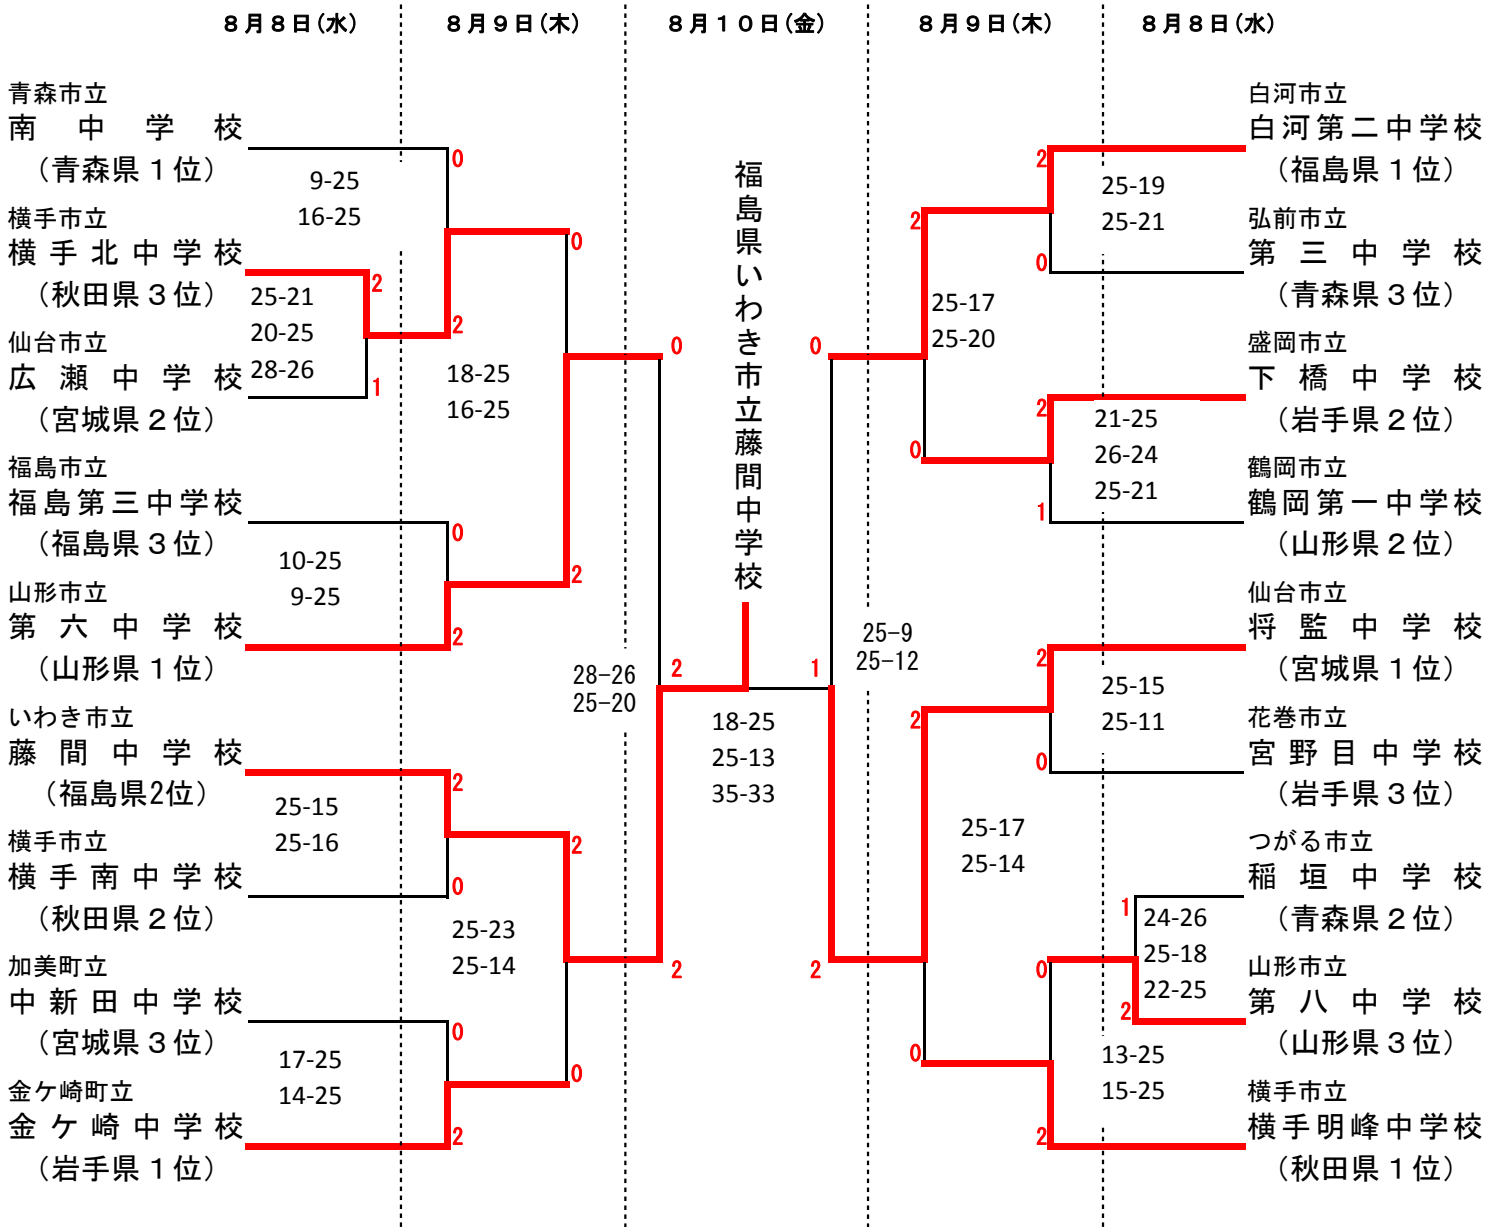 8月8日(水)
8月9日(木)
8月10日(金)
8月9日(木)
8月8日(水)
青森市立
南中学校
(青森県1位)
横手市立
横手北中学校
(秋田県3位)
仙台市立
広瀬中学校
(宮城県2位)
福島市立
福島第三中学校
(福島県3位)
山形市立
第六中学校
(山形県1位)
いわき市立
藤間中学校
(福島県2位)
横手市立
横手南中学校
(秋田県2位)
加美町立
中新田中学校
(宮城県3位)
金ケ崎町立
金ケ崎中学校
(岩手県1位)
9-25
16-25
0
2
2
1
25-21
20-25
28-26
10-25
9-25
0
2
25-15
25-16
2
0
17-25
14-25
0
2
18-25
16-25
0
2
25-23
25-14
2
0
28-26
25-20
0
2
福島県いわき市立藤間中学校
2
1
18-25
25-13
35-33
0
2
25-9
25-12
2
0
25-17
25-20
2
0
25-17
25-14
2
0
25-19
25-21
2
1
21-25
26-24
25-21
2
0
25-15
25-11
1
2
24-26
25-18
22-25
0
2
13-25
15-25
白河市立
白河第二中学校
(福島県1位)
弘前市立
第三中学校
(青森県3位)
盛岡市立
下橋中学校
(岩手県2位)
鶴岡市立
鶴岡第一中学校
(山形県2位)
仙台市立
将監中学校
(宮城県1位)
花巻市立
宮野目中学校
(岩手県3位)
つがる市立
稲垣中学校
(青森県2位)
山形市立
第八中学校
(山形県3位)
横手市立
横手明峰中学校
(秋田県1位)